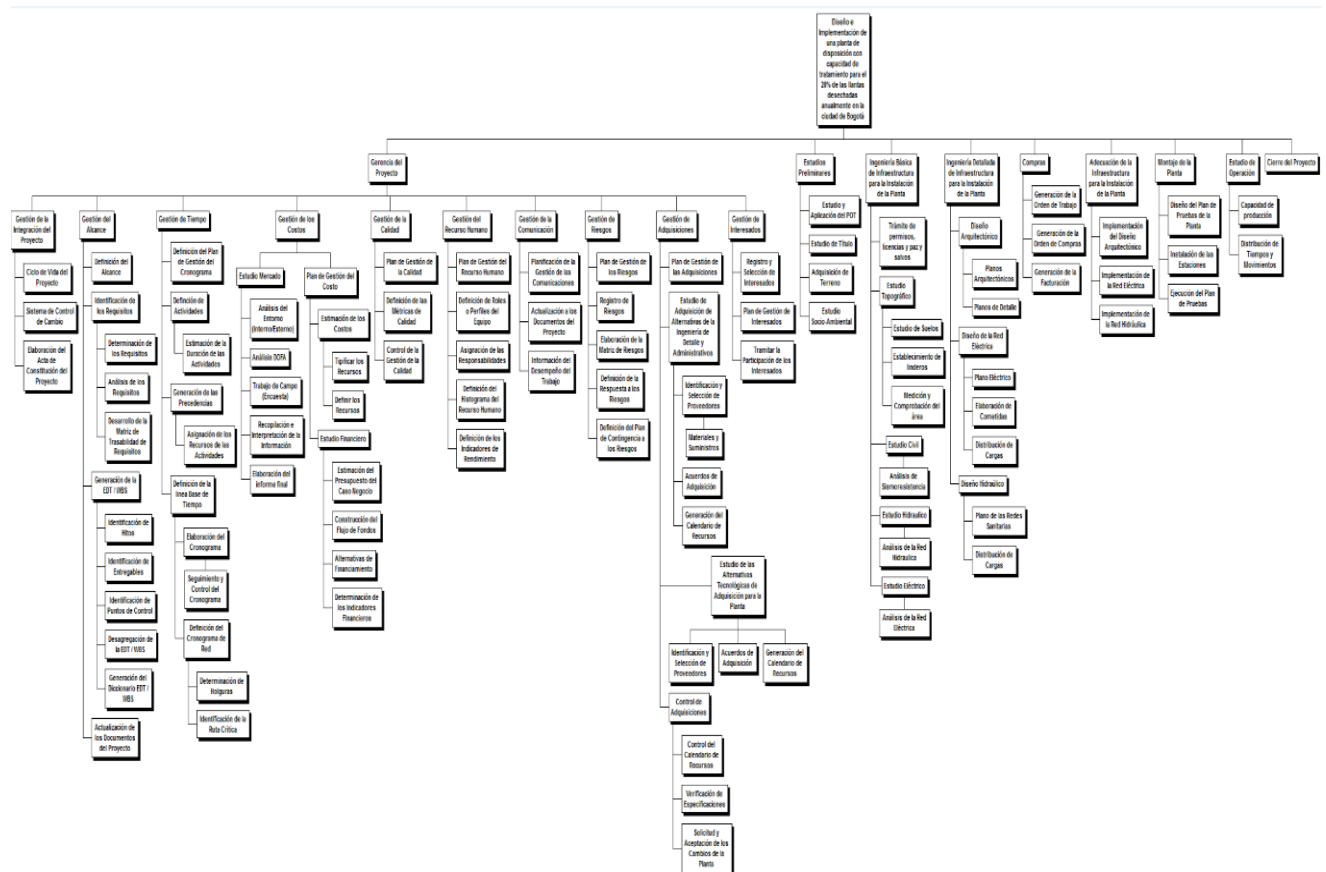 Diseño e
Implementación de
una planta de
disposición con
capacidad de
tratamiento para el
20% de las llantas
desechadas
anualmente en la
ciudad de Bogotá
Gerencia del
Proyecto
Gestión de la
Integración del
Proyecto
Ciclo de Vida del
Proyecto
Sistema de Control
de Cambio
Elaboración del
Acta de
Constitución del
Proyecto
Gestión del
Alcance
Definición del
Alcance
Identificación de
los Requisitos
Determinación de
los Requisitos
Análisis de los
Requisitos
Desarrollo de la
Matriz de
Trasabilidad de
Requisitos
Generación de la
EDT / WBS
Identificación de
Hitos
Identificación de
Entregables
Identificación de
Puntos de Control
Desagregación de
la EDT / WBS
Generación del
Diccionario EDT /
WBS
Actualización de
los Documentos
del Proyecto
Gestión de Tiempo
Definición del Plan
de Gestión del
Cronograma
Definición de
Actividades
Estimación de la
Duración de las
Actividades
Generación de las
Precedencias
Asignación de los
Recursos de las
Actividades
Definición de la
línea Base de
Tiempo
Elaboración del
Cronograma
Seguimiento y
Control del
Cronograma
Definición del
Cronograma de
Red
Determinación de
Holguras
Identificación de la
Ruta Crítica
Gestión de los
Costos
Estudio Mercado
Análisis del
Entorno
(Interno/Externo)
Análisis DOFA
Trabajo de Campo
(Encuesta)
Recopilación e
Interpretación de la
Información
Elaboración del
informe final
Plan de Gestión del
Costo
Estimación de los
Costos
Tipificar los
Recursos
Definir los
Recursos
Estudio Financiero
Estimación del
Presupuesto del
Caso Negocio
Construcción del
Flujo de Fondos
Alternativas de
Financiamiento
Determinación de
los Indicadores
Financieros
Gestión de la
Calidad
Plan de Gestión de
la Calidad
Definición de las
Métricas de
Calidad
Control de la
Gestión de la
Calidad
Gestión del
Recurso Humano
Plan de Gestión del
Recurso Humano
Definición de Roles
o Perfiles del
Equipo
Asignación de las
Responsabilidades
Definición del
Histograma del
Recurso Humano
Definición de los
Indicadores de
Rendimiento
Gestión de la
Comunicación
Planificación de la
Gestión de las
Comunicaciones
Actualización a los
Documentos del
Proyecto
Información del
Desempeño del
Trabajo
Gestión de
Riesgos
Plan de Gestión de
los Riesgos
Registro de
Riesgos
Elaboración de la
Matriz de Riesgos
Definición de la
Respuesta a los
Riesgos
Definición del Plan
de Contingencia a
los Riesgos
Gestión de
Adquisiciones
Plan de Gestión de
las Adquisiciones
Estudio de
Adquisición de
Alternativas de la
Ingeniería de
Detalle y
Administrativos
Identificación y
Selección de
Proveedores
Materiales y
Suministros
Acuerdos de
Adquisición
Generación del
Calendario de
Recursos
Estudio de las
Alternativas
Tecnológicas de
Adquisición para la
Planta
Identificación y
Selección de
Proveedores
Acuerdos de
Adquisición
Generación del
Calendario de
Recursos
Control de
Adquisiciones
Control del
Calendario de
Recursos
Verificación de
Especificaciones
Solicitud y
Aceptación de los
Cambios de la
Planta
Gestión de
Interesados
Registro y
Selección de
Interesados
Plan de Gestión de
Interesados
Tramitar la
Participación de los
Interesados
Estudios
Preliminares
Estudio y
Aplicación del POT
Estudio de Título
Adquisición de
Terreno
Estudio
Socio-Ambiental
Ingeniería Básica
de Infraestructura
para la Instalación
de la Planta
Trámite de
permisos,
licencias y paz y
salvos
Estudio
Topográfico
Estudio de Suelos
Establecimiento de
linderos
Medición y
Comprobación del
área
Estudio Civil
Análisis de
Sismoresistencia
Estudio Hidraulico
Análisis de la Red
Hidraulica
Estudio Eléctrico
Análisis de la Red
Eléctrica
Ingeniería Detallada
de Infraestructura
para la Instalación
de la Planta
Diseño
Arquitectónico
Planos
Arquitectónicos
Planos de Detalle
Diseño de la Red
Eléctrica
Plano Eléctrico
Elaboración de
Cometidas
Distribución de
Cargas
Diseño Hidraúlico
Plano de las Redes
Sanitarias
Distribución de
Cargas
Compras
Generación de la
Orden de Trabajo
Generación de la
Orden de Compras
Generación de
Facturación
Adecuación de la
Infraestructura
para la Instalación
de la Planta
Implementación
del Diseño
Arquitectónico
Implementación de
la Red Eléctrica
Implementación de
la Red Hidráulica
Montaje de la
Planta
Diseño del Plan de
Pruebas de la
Planta
Instalación de las
Estaciones
Ejecución del Plan
de Pruebas
Estudio de
Operación
Capacidad de
producción
Distribución de
Tiempos y
Movimientos
Cierre del Proyecto